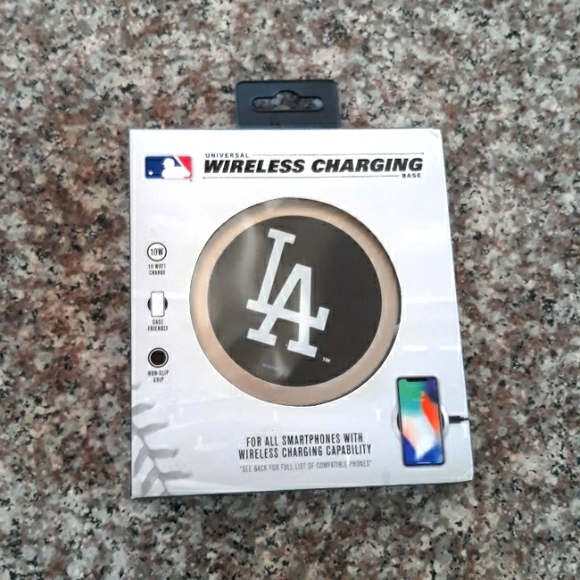 UNIVERSAL
WIRELESS CHARGING
BASE
LA
TM
10W
10 WATT
CHARGE
CASE
FRIENDLY
NON-SLIP
GRIP
FOR ALL SMARTPHONES WITH
WIRELESS CHARGING CAPABILITY
"SEE BACK FOR FULL LIST OF COMPATIBLE PHONES"